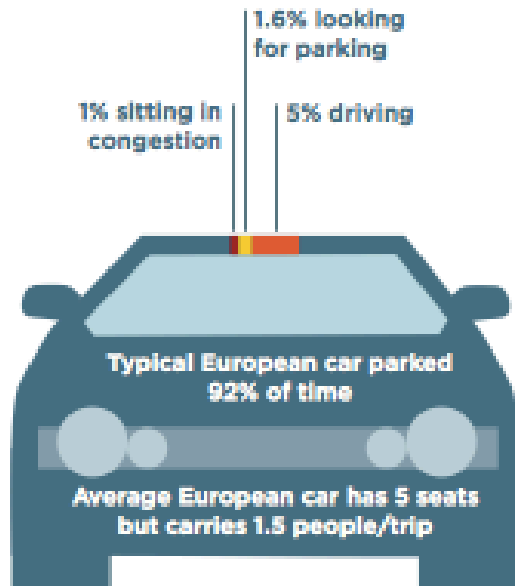 1.6% looking
for parking
1% sitting in
congestion
5% driving
Typical European car parked
92% of time
Average European car has 5 seats
but carries 1.5 people/trip